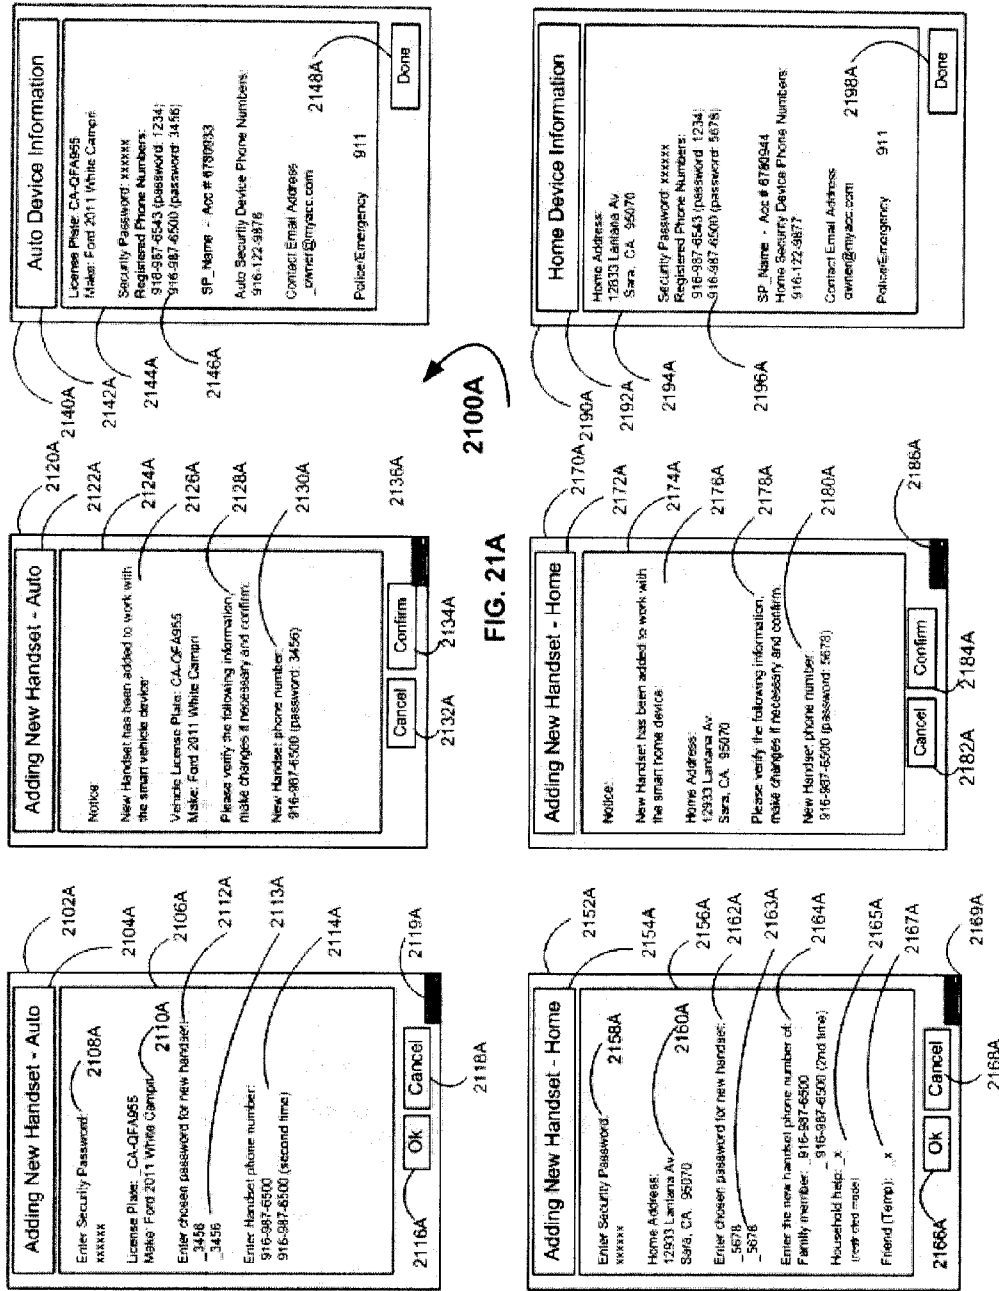 Adding New Handset - Auto
Enter Security Password:
xxxxxx
2108A
License Plate: CA-QFA955
Make: Ford 2011 White Campri
2110A
Enter chosen password for new handset:
_3456
_3456
Enter Handset phone number:
916-987-6500
916-987-6500 (second time)
Ok
Cancel
2116A
2118A
2102A
2104A
2106A
2112A
2113A
2114A
2119A
Adding New Handset - Auto
Notice:
New Handset has been added to work with
the smart vehicle device:
Vehicle License Plate: CA-QFA955
Make: Ford 2011 White Campri
Please verify the following information,
make changes if necessary and confirm:
New Handset phone number:
916-987-6500 (password: 3456)
Cancel
Confirm
2132A
2134A
2120A
2122A
2124A
2126A
2128A
2130A
2136A
Auto Device Information
License Plate: CA-QFA955
Make: Ford 2011 White Campri
Security Password: xxxxxx
Registered Phone Numbers:
916-987-6543 (password: 1234)
916-987-6500 (password: 3456)
SP_Name - Acc # 6780933
Auto Security Device Phone Numbers:
916-122-9876
Contact Email Address
_owner@myacc.com
Police/Emergency 911
2148A
Done
2140A
2142A
2144A
2146A
FIG. 21A
2100A
Adding New Handset - Home
Enter Security Password:
xxxxxx
2158A
Home Address:
12933 Lantana Av.
Sara, CA 95070
2160A
Enter chosen password for new handset:
_5678
_5678
Enter the new handset phone number of:
Family member: _916-987-6500
_916-987-6500 (2nd time)
Household help: _x
(restricted mode)
Friend (Temp): _x
Ok
Cancel
2166A
2168A
2152A
2154A
2156A
2162A
2163A
2164A
2165A
2167A
2169A
Adding New Handset - Home
Notice:
New Handset has been added to work with
the smart home device:
Home Address:
12933 Lantana Av.
Sara, CA 95070
Please verify the following information,
make changes if necessary and confirm.
New Handset phone number:
916-987-6500 (password: 5678)
Cancel
Confirm
2182A
2184A
2170A
2172A
2174A
2176A
2178A
2180A
2186A
Home Device Information
Home Address:
12933 Lantana Av.
Sara, CA 95070
Security Password: xxxxxx
Registered Phone Numbers:
916-987-6543 (password: 1234)
916-987-6500 (password: 5678)
SP_Name - Acc # 6780944
Home Security Device Phone Numbers:
916-122-9877
Contact Email Address
owner@myacc.com
Police/Emergency 911
2198A
Done
2190A
2192A
2194A
2196A